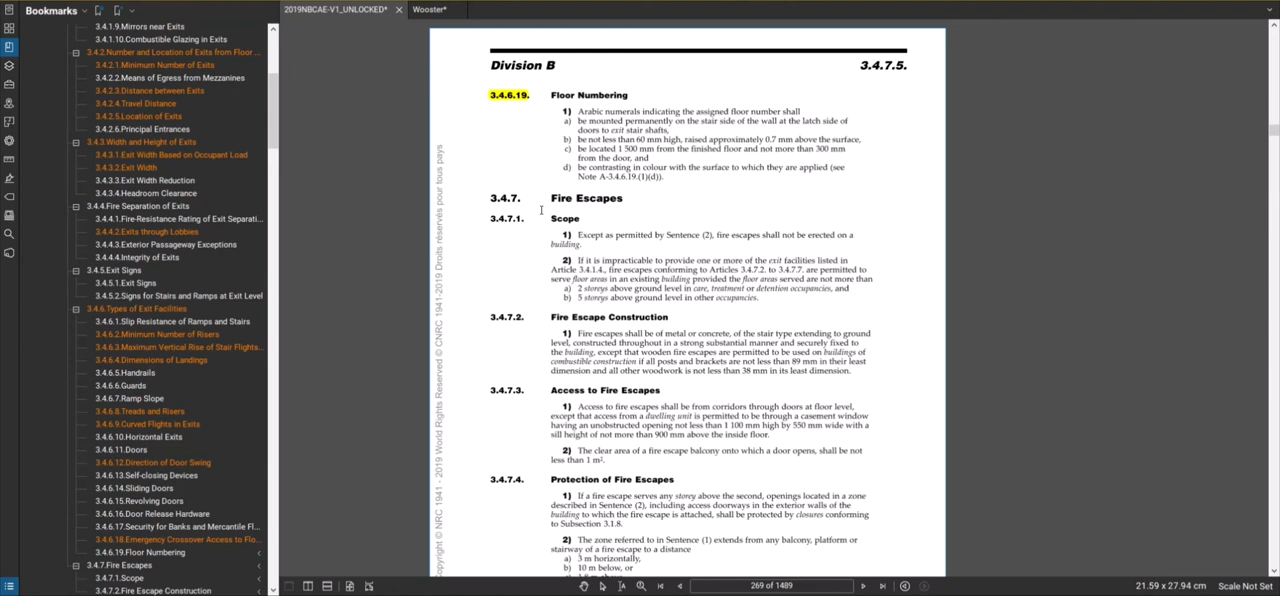 Bookmarks
2019NBCAE-V1_UNLOCKED*
Wooster*
3.4.1.9.Mirrors near Exits
3.4.1.10.Combustible Glazing in Exits
3.4.2.Number and Location of Exits from Floor ...
3.4.2.1.Minimum Number of Exits
3.4.2.2.Means of Egress from Mezzanines
3.4.2.3.Distance between Exits
3.4.2.4.Travel Distance
3.4.2.5.Location of Exits
3.4.2.6.Principal Entrances
3.4.3.Width and Height of Exits
3.4.3.1.Exit Width Based on Occupant Load
3.4.3.2.Exit Width
3.4.3.3.Exit Width Reduction
3.4.3.4.Headroom Clearance
3.4.4.Fire Separation of Exits
3.4.4.1.Fire-Resistance Rating of Exit Separati...
3.4.4.2.Exits through Lobbies
3.4.4.3.Exterior Passageway Exceptions
3.4.4.4.Integrity of Exits
3.4.5.Exit Signs
3.4.5.1.Exit Signs
3.4.5.2.Signs for Stairs and Ramps at Exit Level
3.4.6.Types of Exit Facilities
3.4.6.1.Slip Resistance of Ramps and Stairs
3.4.6.2.Minimum Number of Risers
3.4.6.3.Maximum Vertical Rise of Stair Flights...
3.4.6.4.Dimensions of Landings
3.4.6.5.Handrails
3.4.6.6.Guards
3.4.6.7.Ramp Slope
3.4.6.8.Treads and Risers
3.4.6.9.Curved Flights in Exits
3.4.6.10.Horizontal Exits
3.4.6.11.Doors
3.4.6.12.Direction of Door Swing
3.4.6.13.Self-closing Devices
3.4.6.14.Sliding Doors
3.4.6.15.Revolving Doors
3.4.6.16.Door Release Hardware
3.4.6.17.Security for Banks and Mercantile Fl...
3.4.6.18.Emergency Crossover Access to Flo...
3.4.6.19.Floor Numbering
3.4.7.Fire Escapes
3.4.7.1.Scope
3.4.7.2.Fire Escape Construction
Division B 3.4.7.5.
3.4.6.19. Floor Numbering
1) Arabic numerals indicating the assigned floor number shall
a) be mounted permanently on the stair side of the wall at the latch side of
doors to exit stair shafts,
b) be not less than 60 mm high, raised approximately 0.7 mm above the surface,
c) be located 1 500 mm from the finished floor and not more than 300 mm
from the door, and
d) be contrasting in colour with the surface to which they are applied (see
Note A-3.4.6.19.(1)(d)).
3.4.7. Fire Escapes
3.4.7.1. Scope
1) Except as permitted by Sentence (2), fire escapes shall not be erected on a
building.
2) If it is impracticable to provide one or more of the exit facilities listed in
Article 3.4.1.4., fire escapes conforming to Articles 3.4.7.2. to 3.4.7.7. are permitted to
serve floor areas in an existing building provided the floor areas served are not more than
a) 2 storeys above ground level in care, treatment or detention occupancies, and
b) 5 storeys above ground level in other occupancies.
3.4.7.2. Fire Escape Construction
1) Fire escapes shall be of metal or concrete, of the stair type extending to ground
level, constructed throughout in a strong substantial manner and securely fixed to
the building, except that wooden fire escapes are permitted to be used on buildings of
combustible construction if all posts and brackets are not less than 89 mm in their least
dimension and all other woodwork is not less than 38 mm in its least dimension.
3.4.7.3. Access to Fire Escapes
1) Access to fire escapes shall be from corridors through doors at floor level,
except that access from a dwelling unit is permitted to be through a casement window
having an unobstructed opening not less than 1 100 mm high by 550 mm wide with a
sill height of not more than 900 mm above the inside floor.
2) The clear area of a fire escape balcony onto which a door opens, shall be not
less than 1 m².
3.4.7.4. Protection of Fire Escapes
1) If a fire escape serves any storey above the second, openings located in a zone
described in Sentence (2), including access doorways in the exterior walls of the
building to which the fire escape is attached, shall be protected by closures conforming
to Subsection 3.1.8.
2) The zone referred to in Sentence (1) extends from any balcony, platform or
stairway of a fire escape to a distance
a) 3 m horizontally,
b) 10 m below, or
opyright © NRC 1941 - 2019 World Rights Reserved © CNRC 1941-2019 Droits réservés pour tous pays
269 of 1489
21.59 x 27.94 cm
Scale Not Set